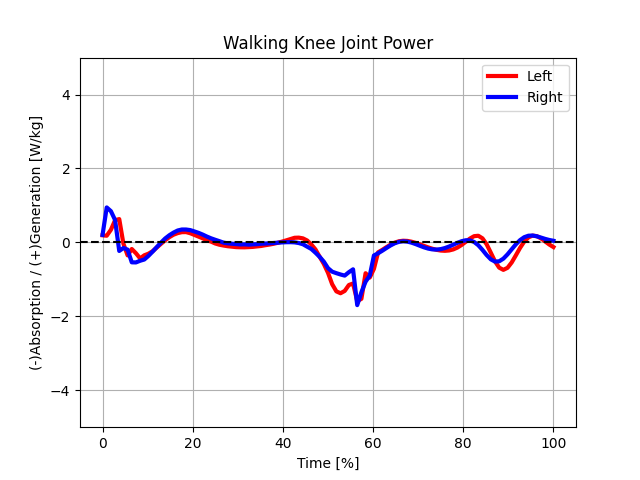 Walking Knee Joint Power
(-)Absorption / (+)Generation [W/kg]
4
2
0
−2
−4
Left
Right
0 20 40 60 80 100
Time [%]